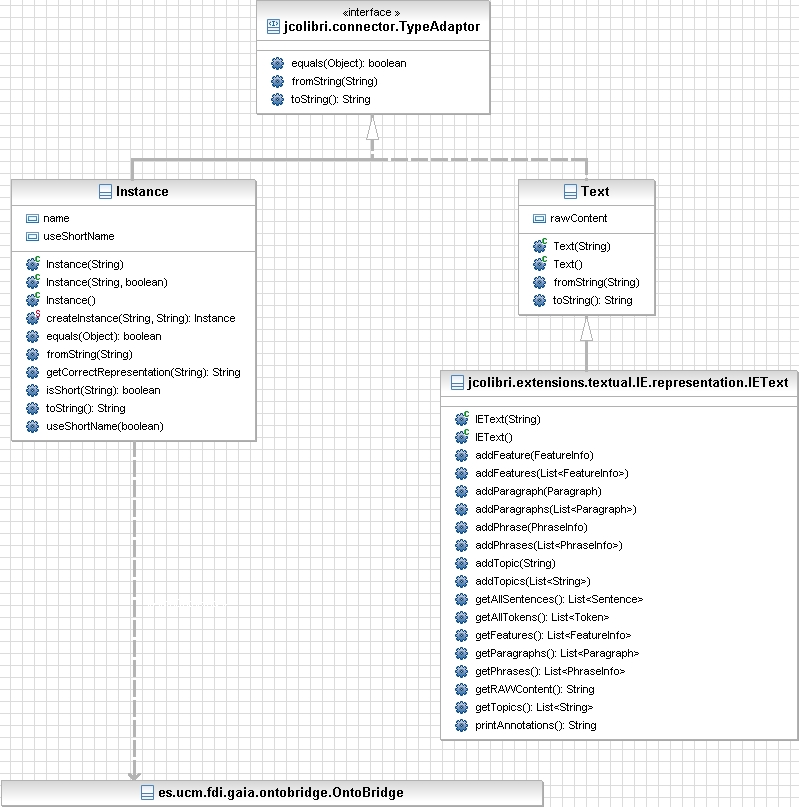 «interface »
jcolibri.connector.TypeAdaptor
equals(Object): boolean
fromString(String)
toString(): String
Instance
name
useShortName
Instance(String)
Instance(String, boolean)
Instance()
createInstance(String, String): Instance
equals(Object): boolean
fromString(String)
getCorrectRepresentation(String): String
isShort(String): boolean
toString(): String
useShortName(boolean)
Text
rawContent
Text(String)
Text()
fromString(String)
toString(): String
jcolibri.extensions.textual.IE.representation.IEText
IEText(String)
IEText()
addFeature(FeatureInfo)
addFeatures(List<FeatureInfo>)
addParagraph(Paragraph)
addParagraphs(List<Paragraph>)
addPhrase(PhraseInfo)
addPhrases(List<PhraseInfo>)
addTopic(String)
addTopics(List<String>)
getAllSentences(): List<Sentence>
getAllTokens(): List<Token>
getFeatures(): List<FeatureInfo>
getParagraphs(): List<Paragraph>
getPhrases(): List<PhraseInfo>
getRAWContent(): String
getTopics(): List<String>
printAnnotations(): String
es.ucm.fdi.gaia.ontobridge.OntoBridge